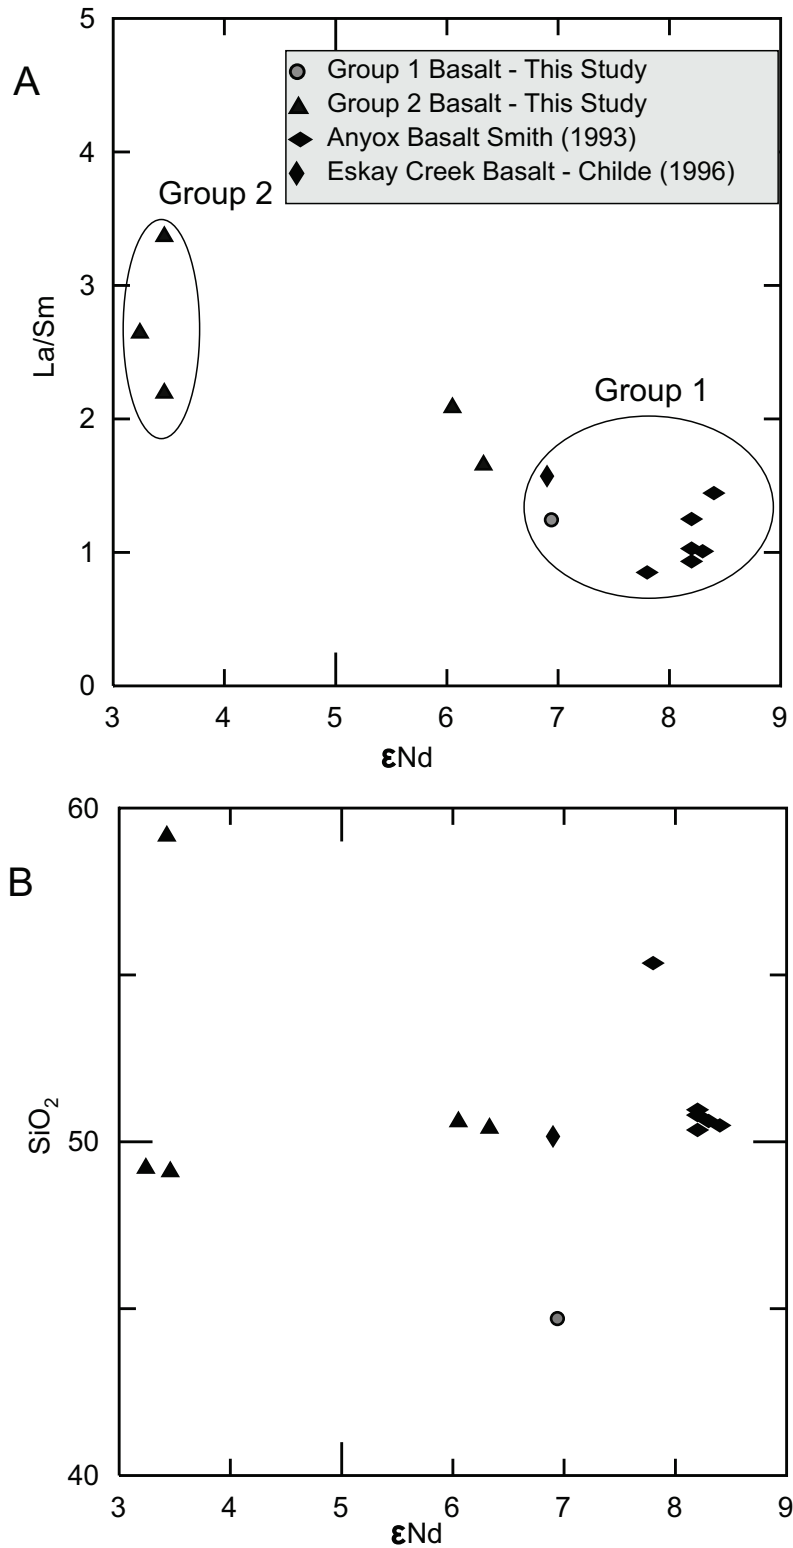 A
5
Group 1 Basalt - This Study
Group 2 Basalt - This Study
Anyox Basalt Smith (1993)
Eskay Creek Basalt - Childe (1996)
4
Group 2
3
La/Sm
Group 1
2
1
0
3 4 5 6 7 8 9
εNd
B
60
SiO₂
50
40
3 4 5 6 7 8 9
εNd